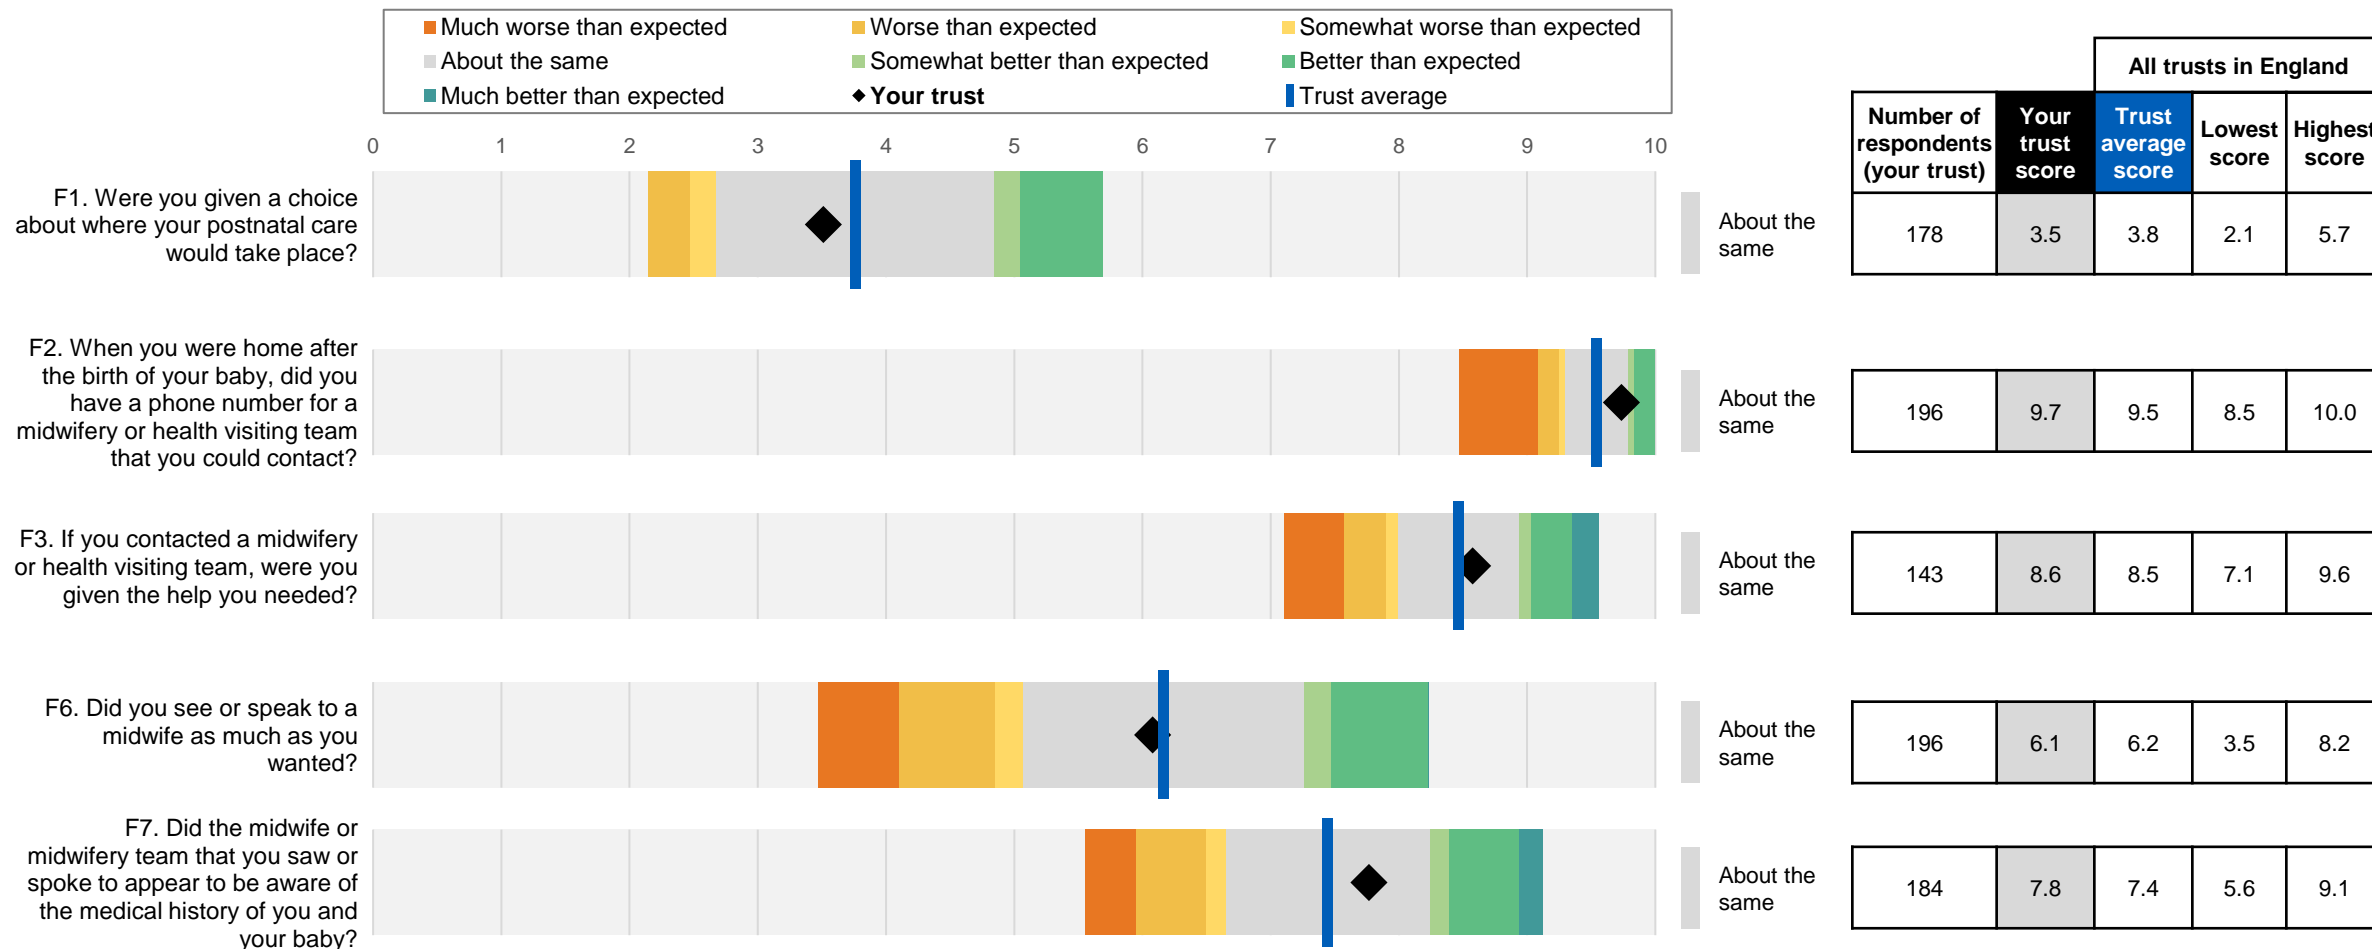 Much worse than expected
Worse than expected
Somewhat worse than expected
About the same
Somewhat better than expected
Better than expected
Much better than expected
Your trust
Trust average
All trusts in England
Number of respondents (your trust)
Your trust score
Trust average score
Lowest score
Highest score
0 1 2 3 4 5 6 7 8 9 10
F1. Were you given a choice
about where your postnatal care
would take place?
About the
same
178 3.5 3.8 2.1 5.7
F2. When you were home after
the birth of your baby, did you
have a phone number for a
midwifery or health visiting team
that you could contact?
About the
same
196 9.7 9.5 8.5 10.0
F3. If you contacted a midwifery
or health visiting team, were you
given the help you needed?
About the
same
143 8.6 8.5 7.1 9.6
F6. Did you see or speak to a
midwife as much as you
wanted?
About the
same
196 6.1 6.2 3.5 8.2
F7. Did the midwife or
midwifery team that you saw or
spoke to appear to be aware of
the medical history of you and
your baby?
About the
same
184 7.8 7.4 5.6 9.1